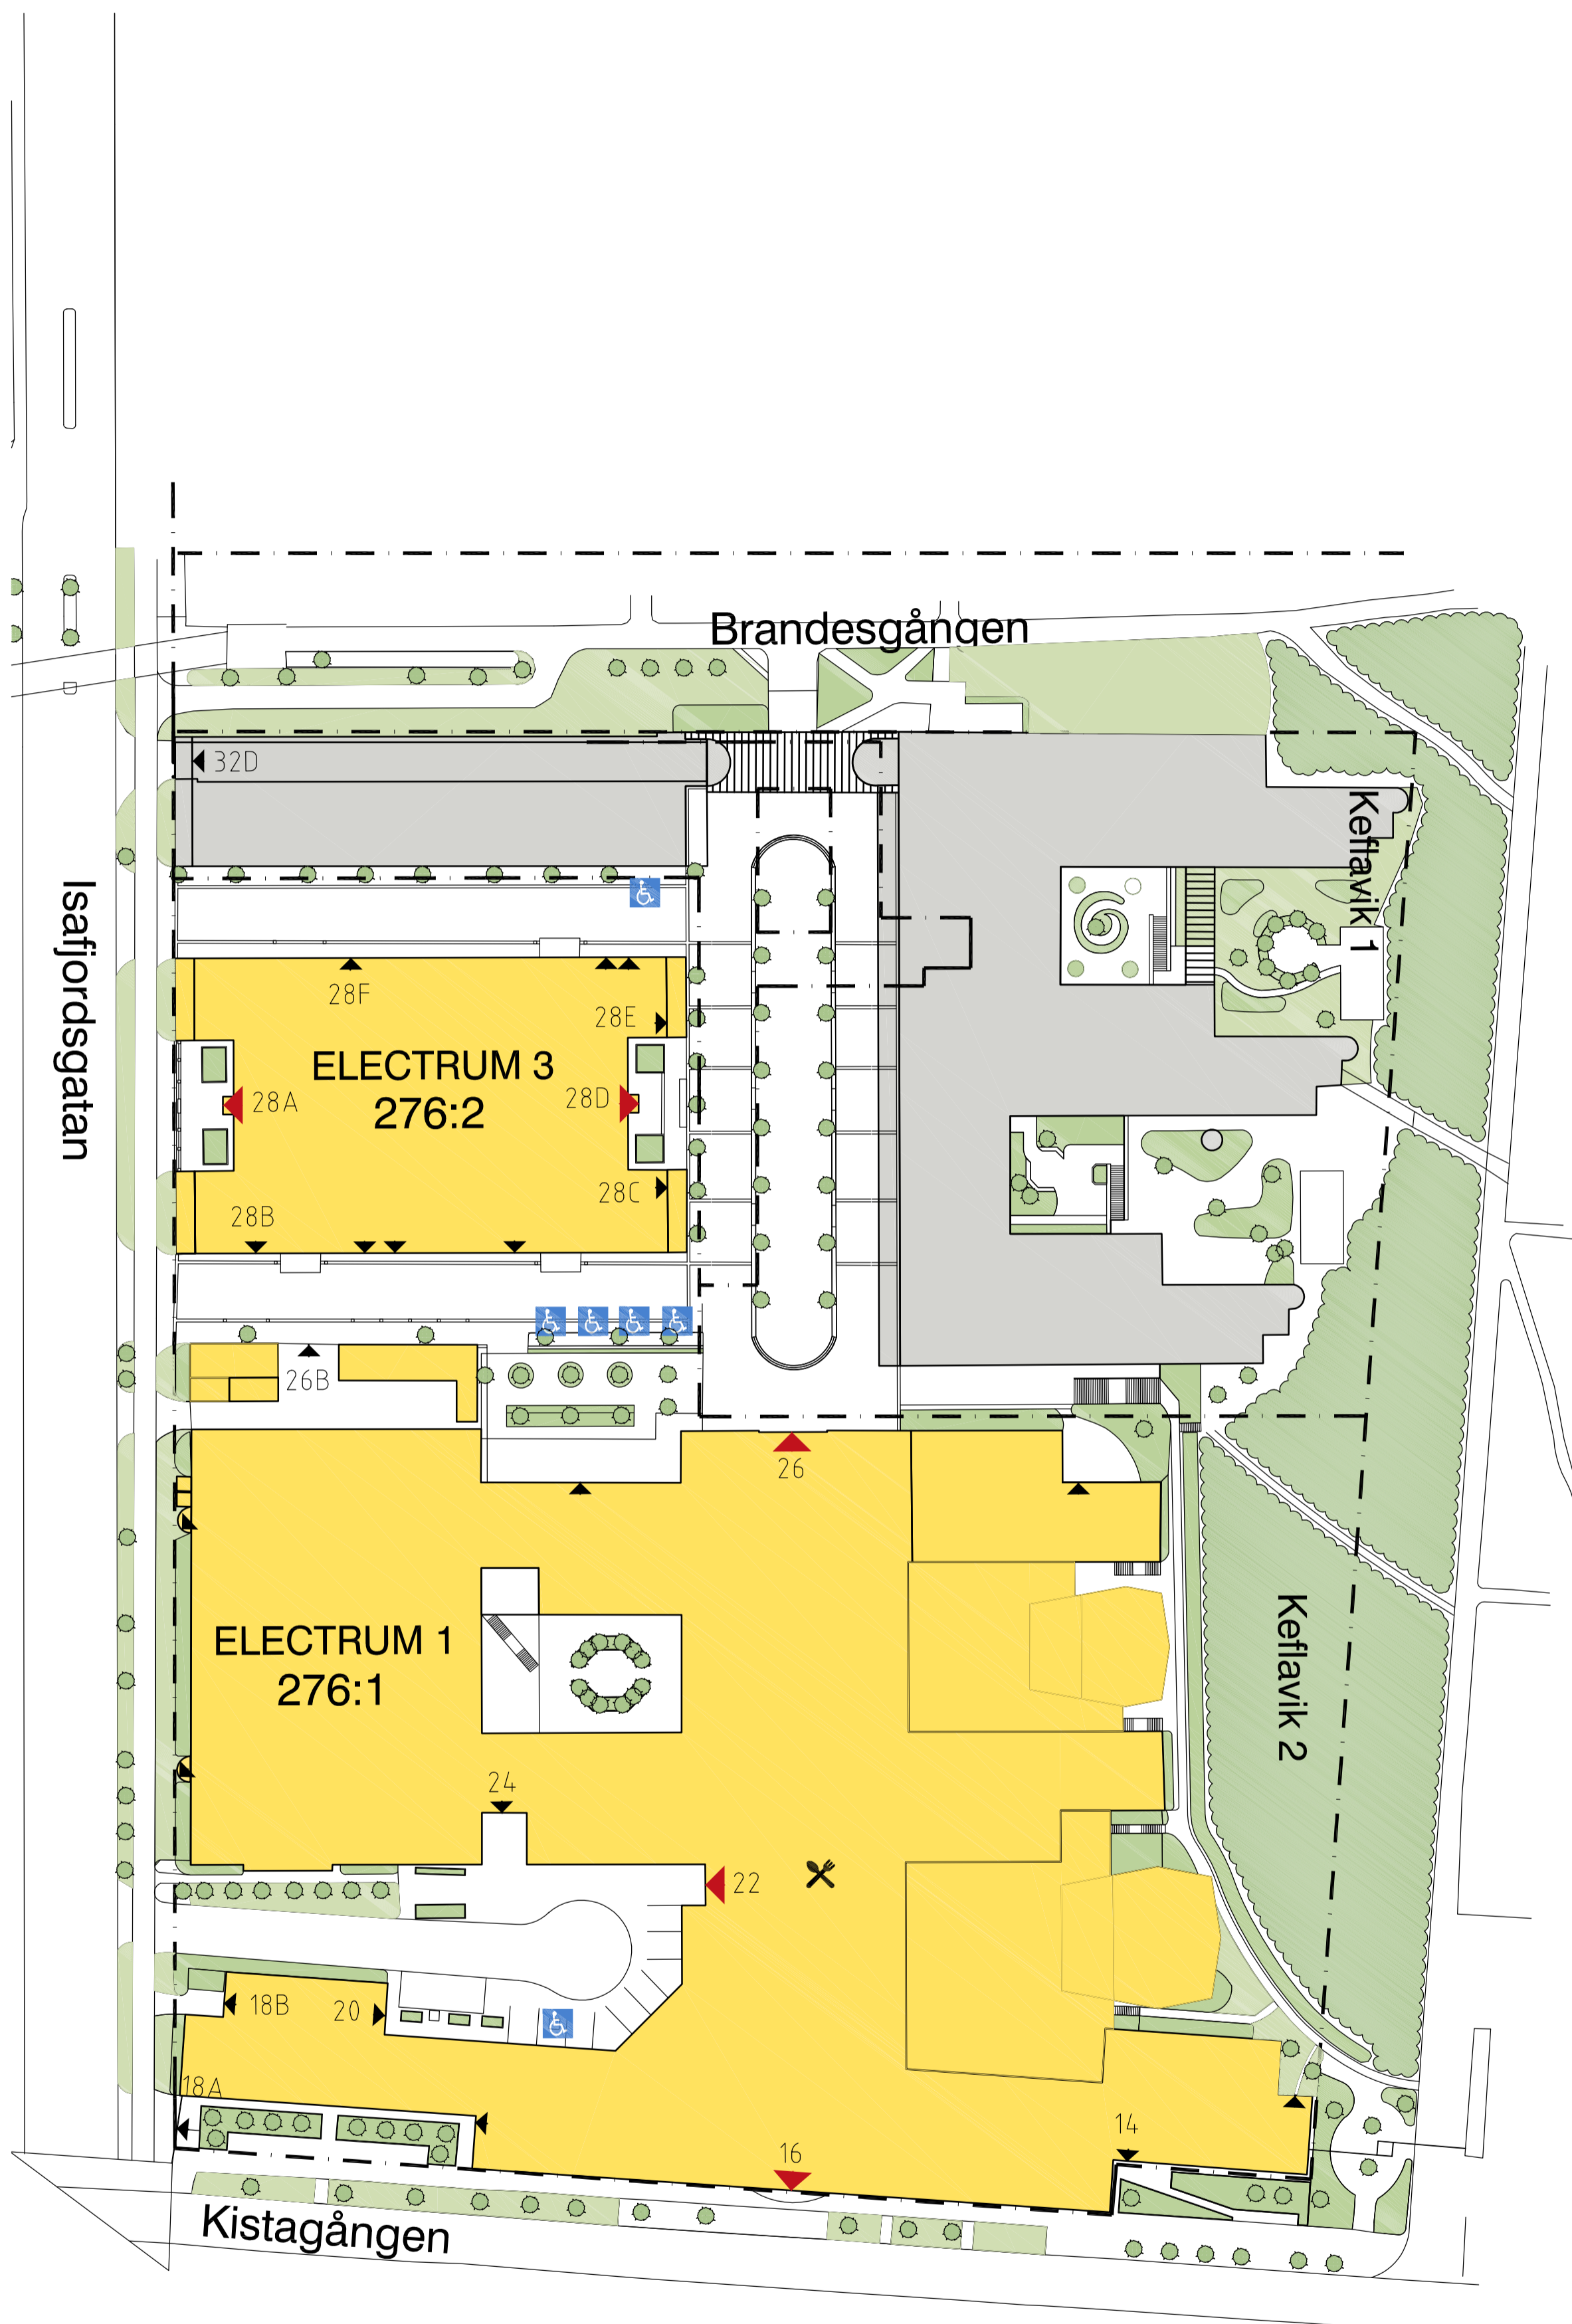 Brandesgången
32D
Keflavik 1
Isafjordsgatan
28F
28E
ELECTRUM 3
276:2
28A
28D
28C
28B
26B
26
ELECTRUM 1
276:1
Keflavik 2
24
22
18B
20
18A
14
16
Kistagången